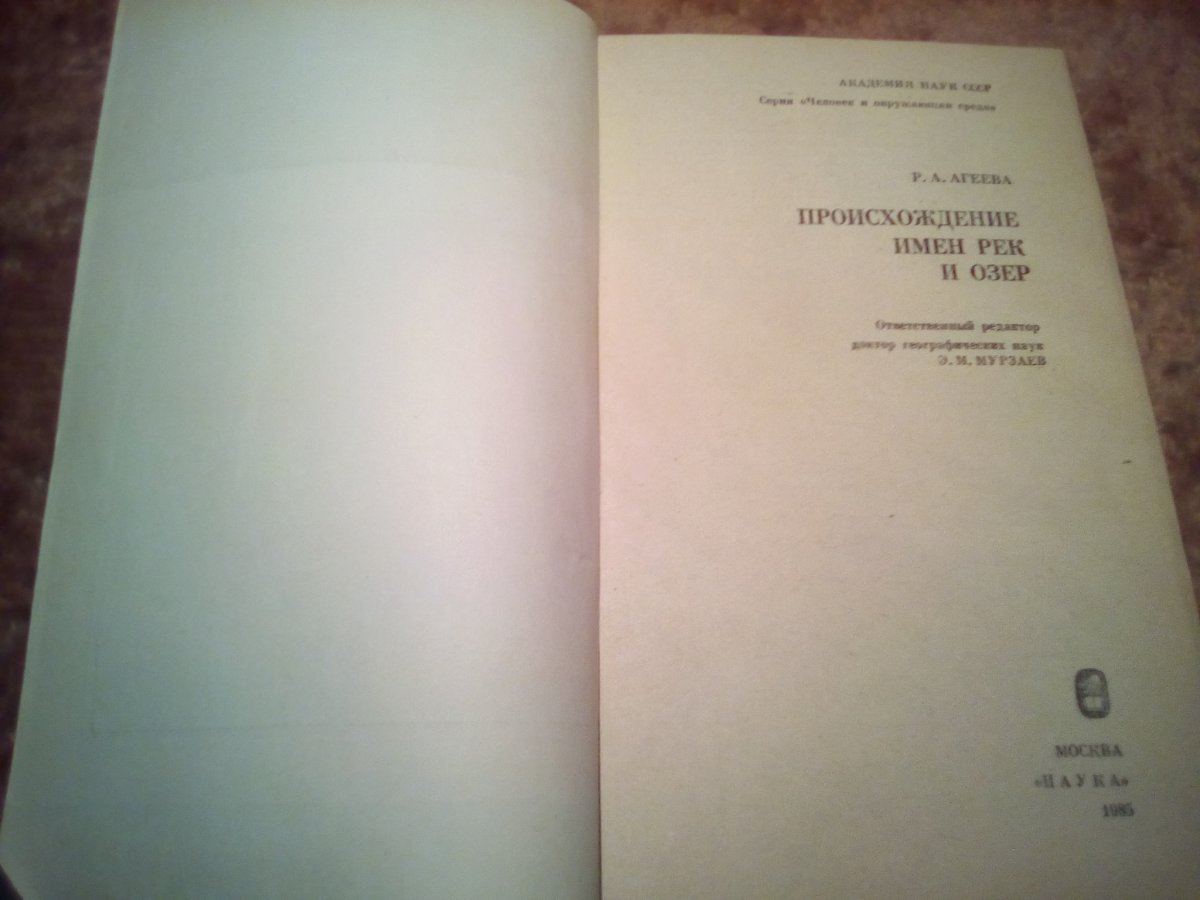 АКАДЕМИЯ НАУК СССР
Серия «Человек и окружающая среда»
Р. А. АГЕЕВА
ПРОИСХОЖДЕНИЕ
ИМЕН РЕК
И ОЗЕР
Ответственный редактор
доктор географических наук
Э. М. МУРЗАЕВ
МОСКВА
«НАУКА»
1985